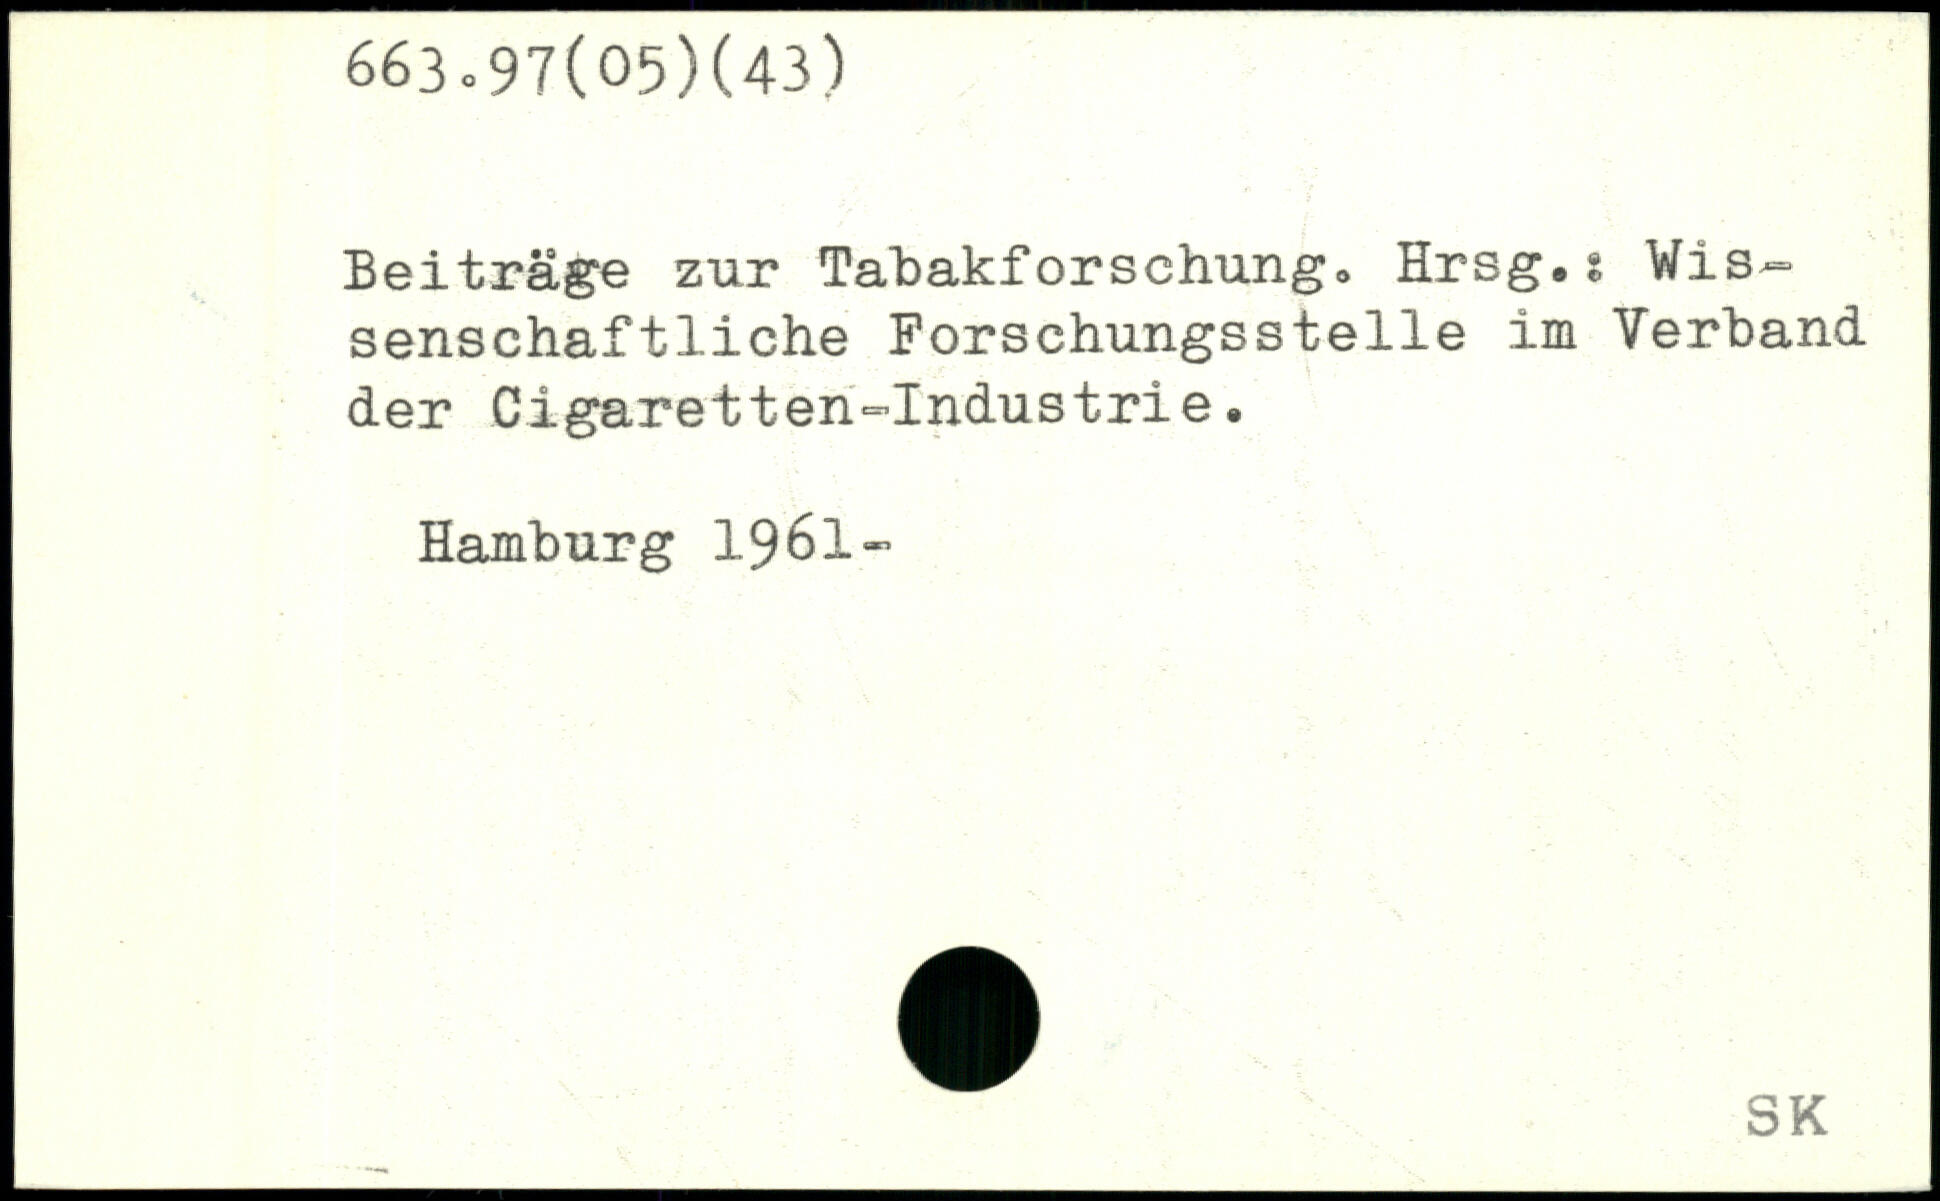 663.97(05)(43)
Beiträge zur Tabakforschung. Hrsg.: Wis-
senschaftliche Forschungsstelle im Verband
der Cigaretten-Industrie.
Hamburg 1961-
SK